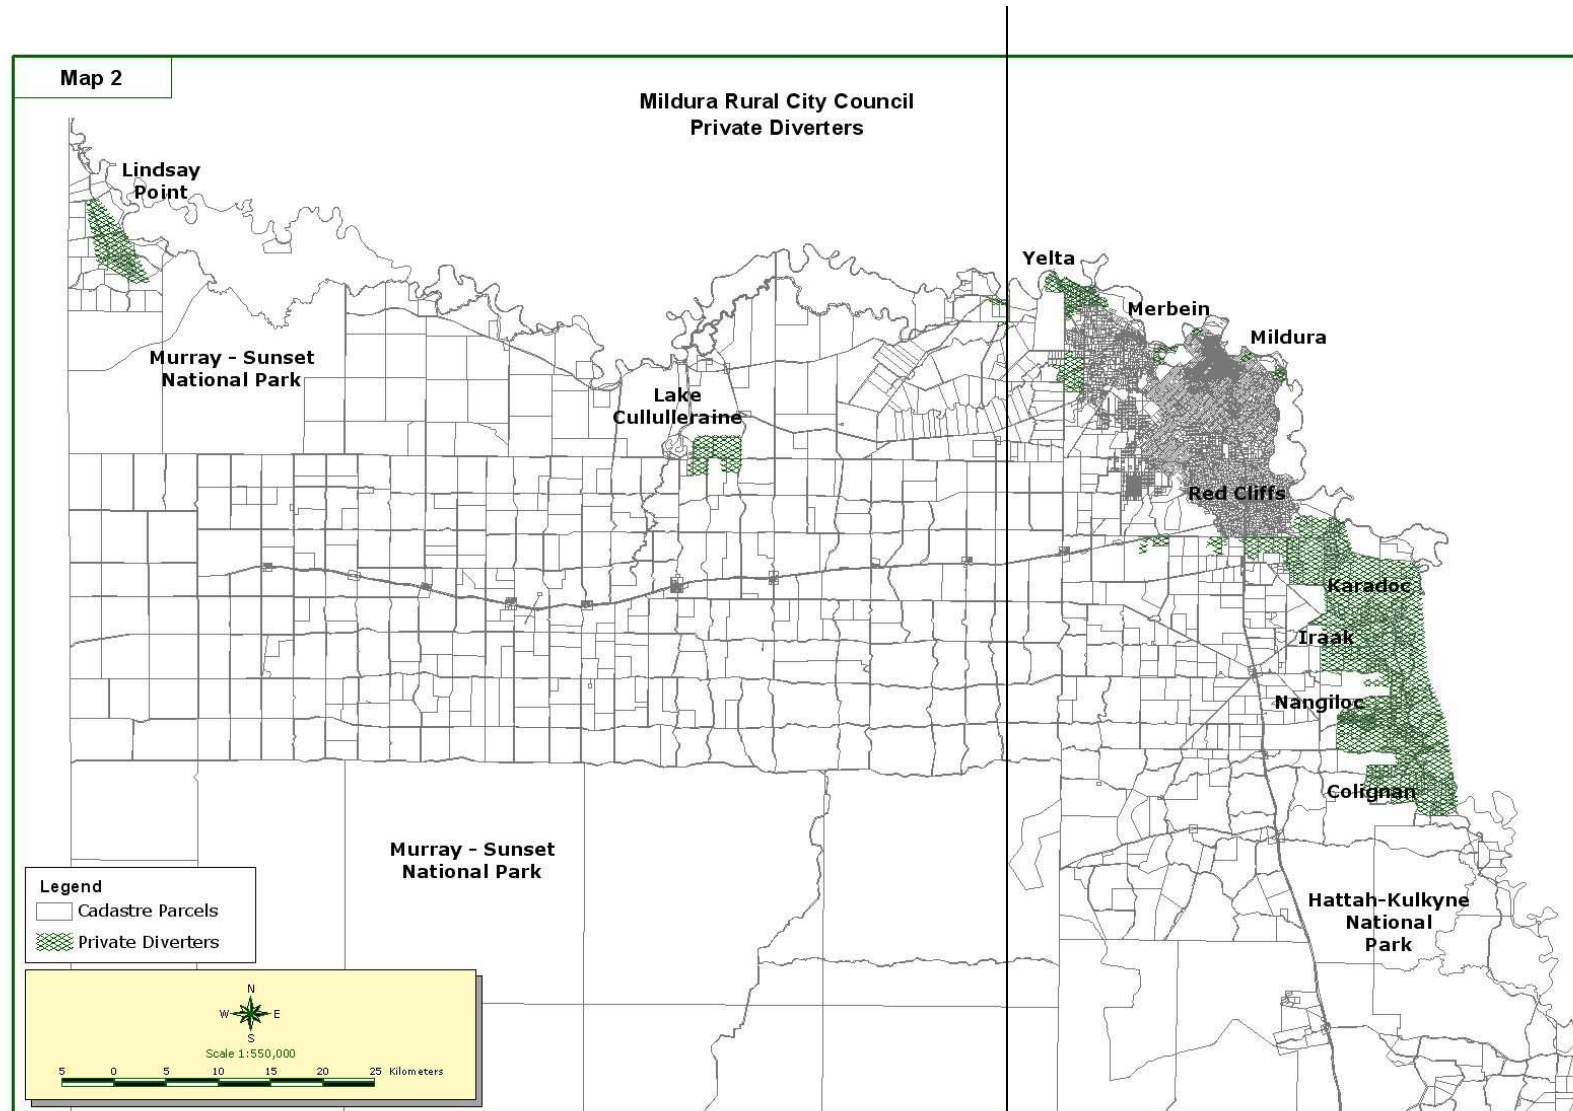 Map 2
Mildura Rural City Council
Private Diverters
Lindsay
Point
Yelta
Merbein
Mildura
Murray - Sunset
National Park
Lake
Cullulleraine
Red Cliffs
Karadoc
Iraak
Nangiloc
Colignan
Murray - Sunset
National Park
Hattah-Kulkyne
National
Park
Legend
Cadastre Parcels
Private Diverters
N
W E
S
Scale 1:550,000
5 0 5 10 15 20 25 Kilometers